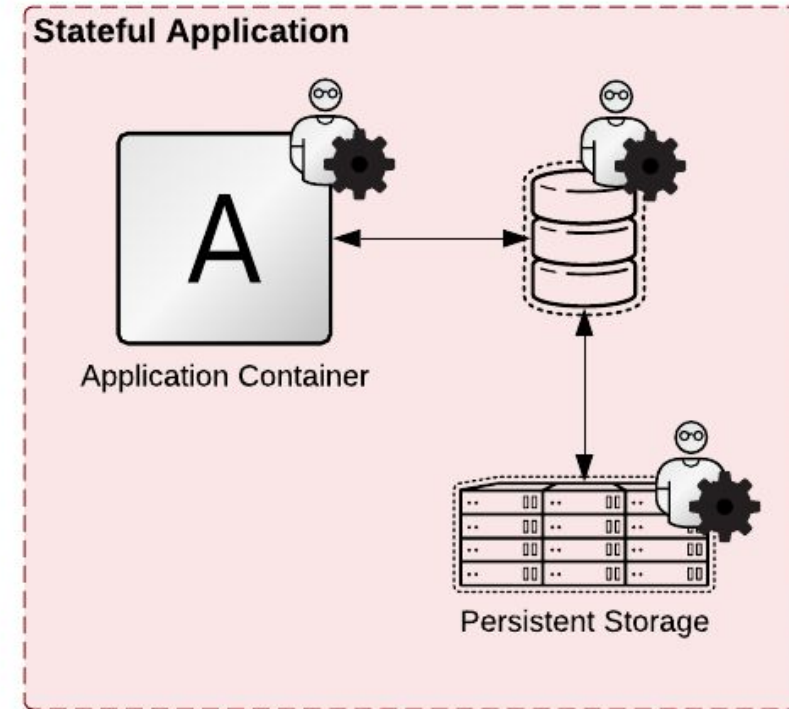 Stateful Application
A
Application Container
Persistent Storage